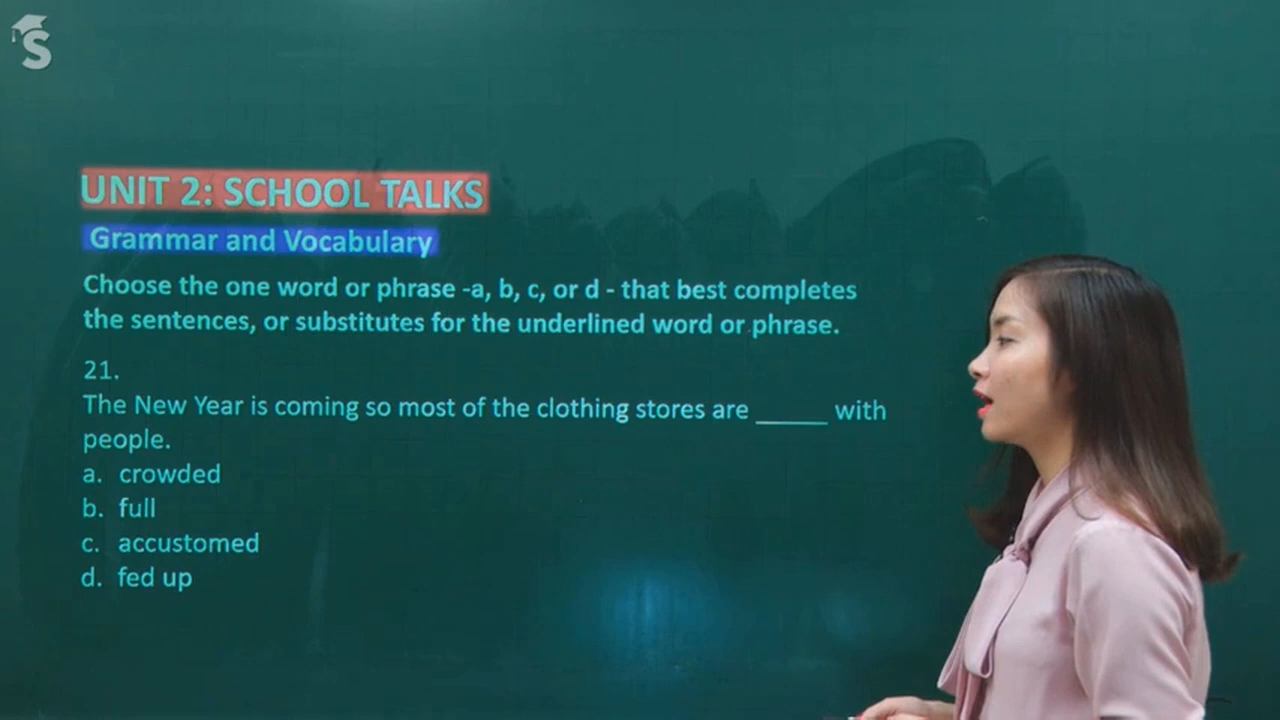 S
UNIT 2: SCHOOL TALKS
Grammar and Vocabulary
Choose the one word or phrase -a, b, c, or d - that best completes
the sentences, or substitutes for the underlined word or phrase.
21.
The New Year is coming so most of the clothing stores are ______ with
people.
a. crowded
b. full
c. accustomed
d. fed up